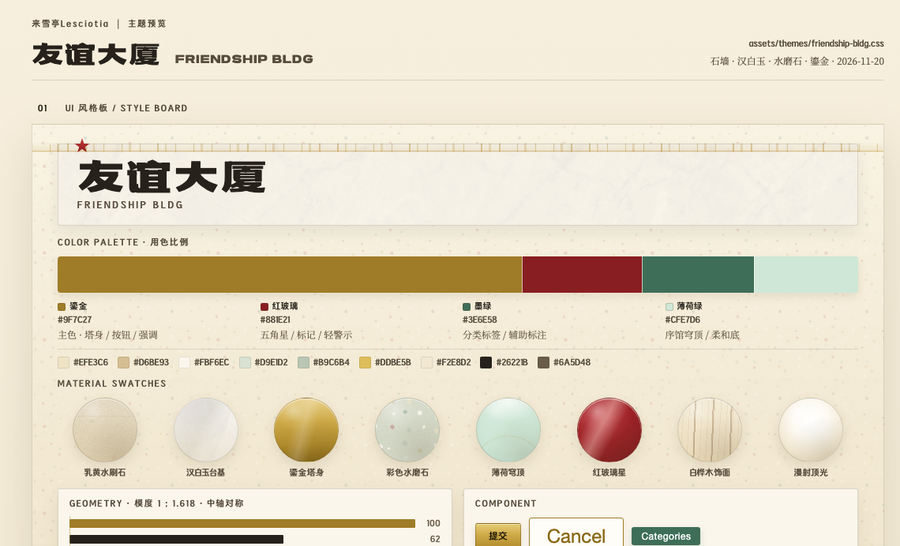 来雪亭Lesciotia | 主题预览
友谊大厦 FRIENDSHIP BLDG
assets/themes/friendship-bldg.css
石墙 · 汉白玉 · 水磨石 · 鎏金 · 2026-11-20
01 UI 风格板 / STYLE BOARD
友谊大厦
FRIENDSHIP BLDG
COLOR PALETTE · 用色比例
鎏金 红玻璃 墨绿 薄荷绿
#9F7C27 #881E21 #3E6E58 #CFE7D6
主色 · 塔身 / 按钮 / 强调 五角星 / 标记 / 轻警示 分类标签 / 辅助标注 序馆穹顶 / 柔和底
#EFE3C6 #D6BE93 #FBF6EC #D9E1D2 #B9C6B4 #DDBE5B #F2E8D2 #26221B #6A5D48
MATERIAL SWATCHES
乳黄水刷石 汉白玉台基 鎏金塔身 彩色水磨石 薄荷穹顶 红玻璃星 白桦木饰面 漫射顶光
GEOMETRY · 模度 1 : 1.618 · 中轴对称
100
62
COMPONENT
提交 Cancel Categories